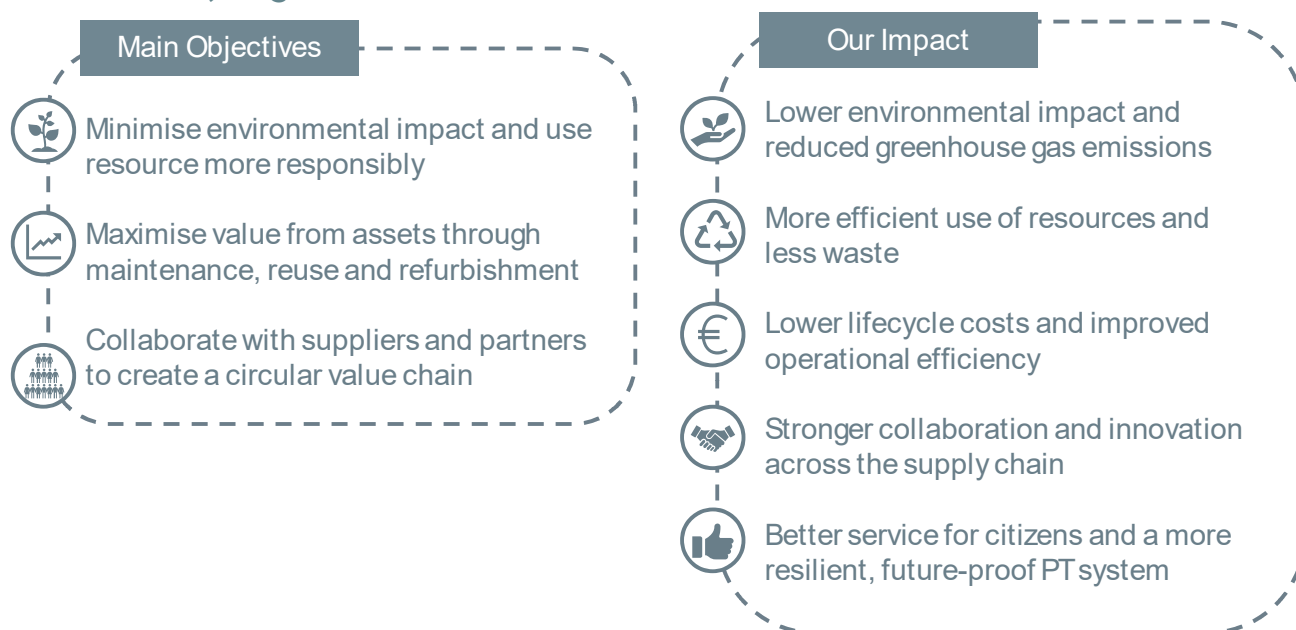 Main Objectives
Minimise environmental impact and use
resource more responsibly
Maximise value from assets through
maintenance, reuse and refurbishment
Collaborate with suppliers and partners
to create a circular value chain
Our Impact
Lower environmental impact and
reduced greenhouse gas emissions
More efficient use of resources and
less waste
€
Lower lifecycle costs and improved
operational efficiency
Stronger collaboration and innovation
across the supply chain
Better service for citizens and a more
resilient, future-proof PT system